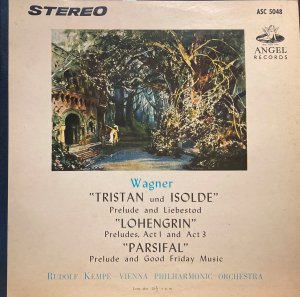 STEREO
ASC 5048
ANGEL
RECORDS
Wagner
"TRISTAN und ISOLDE"
Prelude and Liebestod
"LOHENGRIN"
Preludes, Act 1 and Act 3
"PARSIFAL"
Prelude and Good Friday Music
RUDOLF KEMPE - VIENNA PHILHARMONIC ORCHESTRA